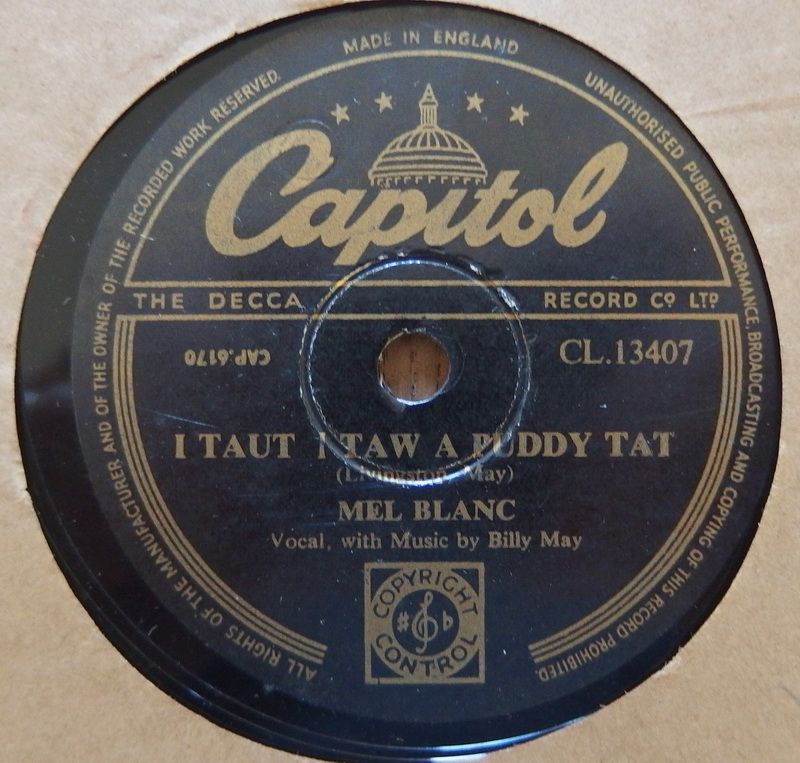 MADE IN ENGLAND
UNAUTHORISED PUBLIC PERFORMANCE, BROADCASTING AND COPYING OF THIS RECORD PROHIBITED.
ALL RIGHTS OF THE MANUFACTURER AND OF THE OWNER OF THE RECORDED WORK RESERVED.
Capitol
THE DECCA RECORD Cº LTᴰ
CAP.6170 CL.13407
I TAUT I TAW A PUDDY TAT
(Livingston, May)
MEL BLANC
Vocal, with Music by Billy May
COPYRIGHT
CONTROL